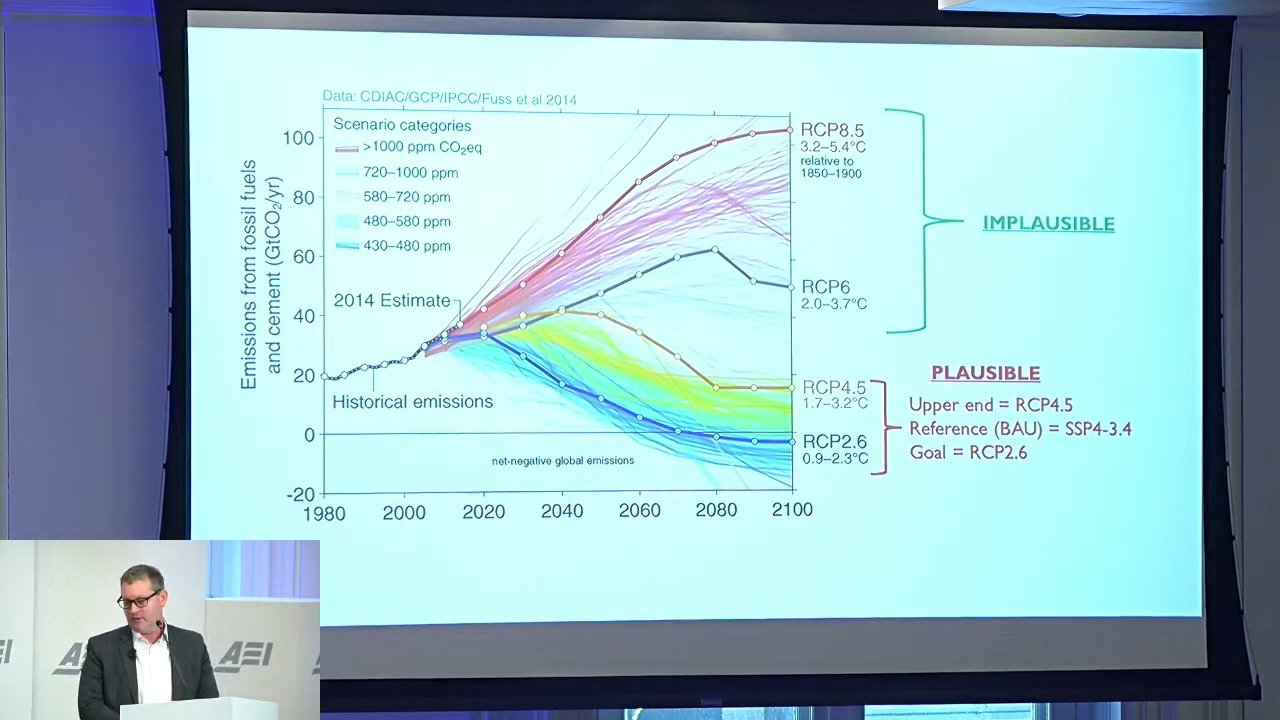 Data: CDIAC/GCP/IPCC/Fuss et al 2014
Scenario categories
>1000 ppm CO₂eq
720–1000 ppm
580–720 ppm
480–580 ppm
430–480 ppm
Emissions from fossil fuels
and cement (GtCO₂/yr)
100
80
60
40
20
0
-20
1980
2000
2020
2040
2060
2080
2100
2014 Estimate
Historical emissions
net-negative global emissions
RCP8.5
3.2–5.4°C
relative to
1850–1900
RCP6
2.0–3.7°C
RCP4.5
1.7–3.2°C
RCP2.6
0.9–2.3°C
IMPLAUSIBLE
PLAUSIBLE
Upper end = RCP4.5
Reference (BAU) = SSP4-3.4
Goal = RCP2.6
AEI